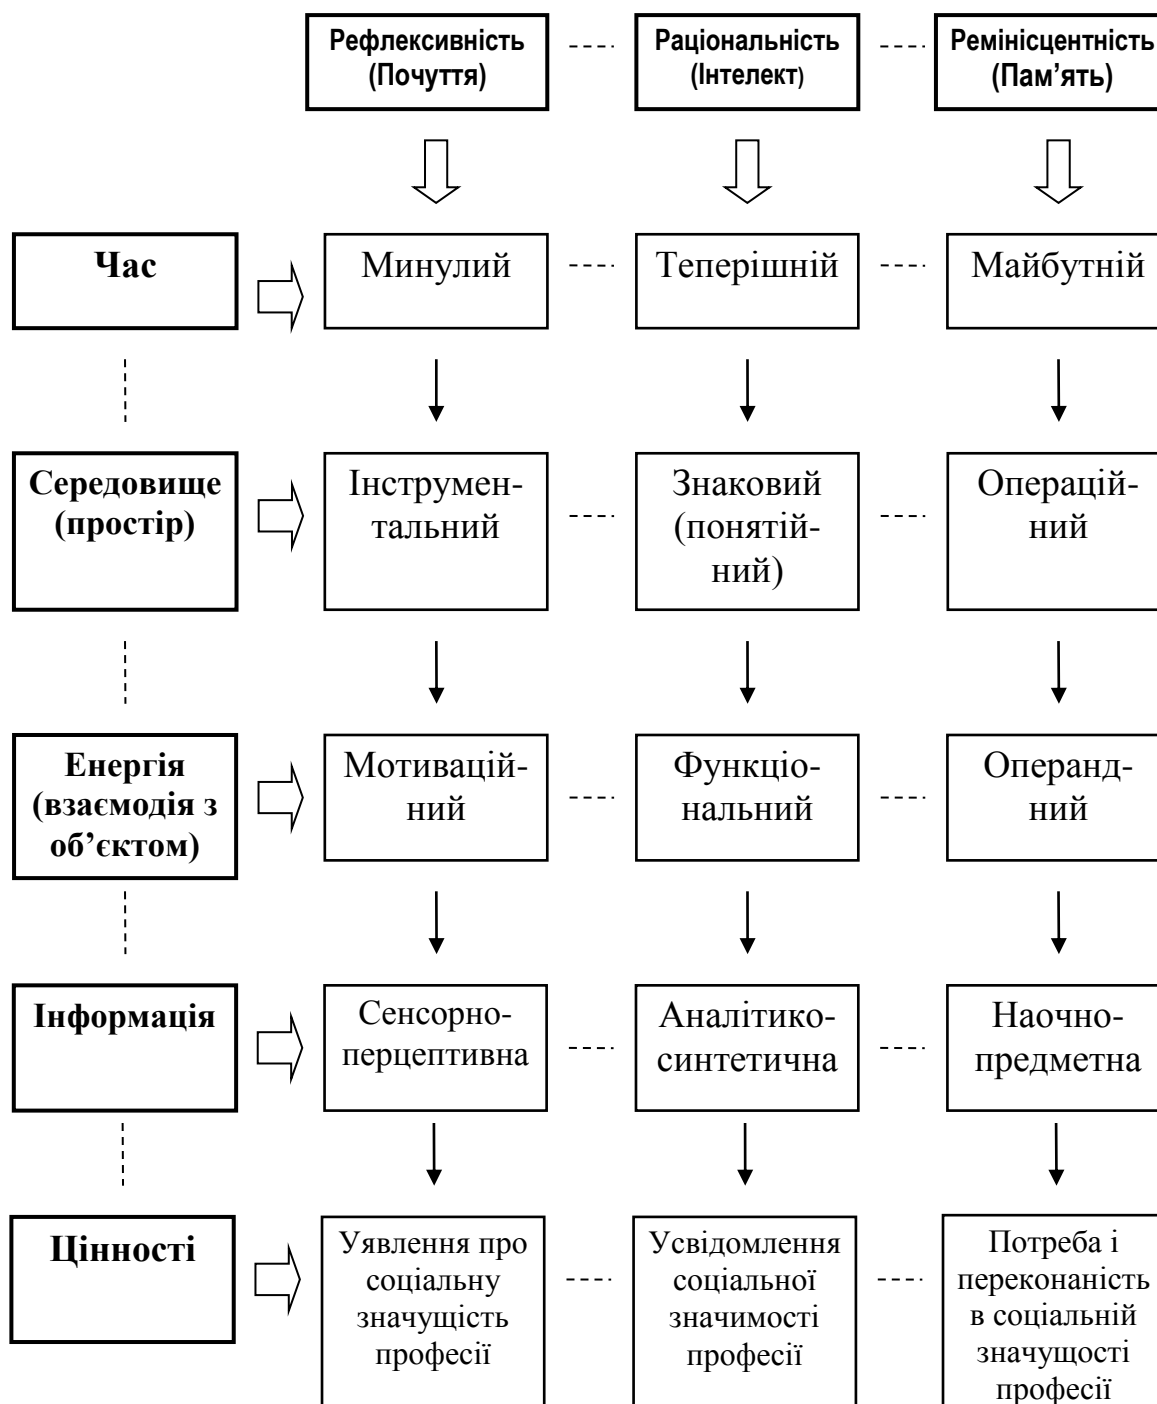 Рефлексивність
(Почуття)
Раціональність
(Інтелект)
Ремінісцентність
(Пам’ять)
Час
Минулий
Теперішній
Майбутній
Середовище
(простір)
Інструмен-
тальний
Знаковий
(понятій-
ний)
Операцій-
ний
Енергія
(взаємодія з
об’єктом)
Мотивацій-
ний
Функціо-
нальний
Операнд-
ний
Інформація
Сенсорно-
перцептивна
Аналітико-
синтетична
Наочно-
предметна
Цінності
Уявлення про
соціальну
значущість
професії
Усвідомлення
соціальної
значимості
професії
Потреба і
переконаність
в соціальній
значущості
професії